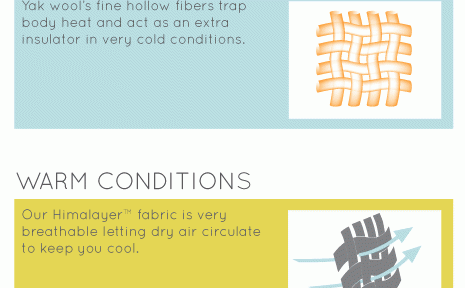 Yak wool's fine hollow fibers trap
body heat and act as an extra
insulator in very cold conditions.
WARM CONDITIONS
Our Himalayer™ fabric is very
breathable letting dry air circulate
to keep you cool.